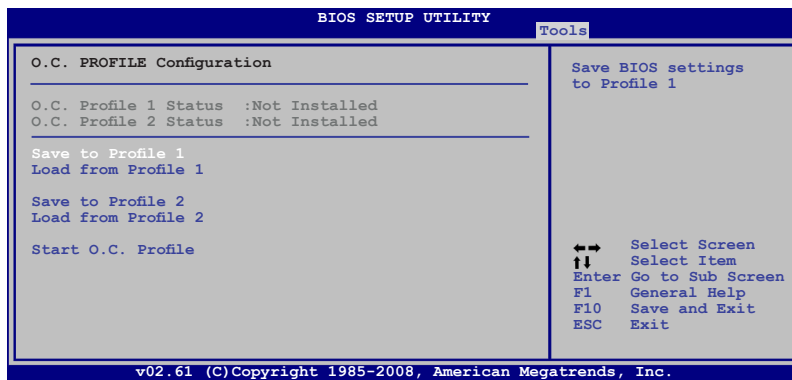 BIOS SETUP UTILITY
Tools
O.C. PROFILE Configuration
O.C. Profile 1 Status :Not Installed
O.C. Profile 2 Status :Not Installed
Save to Profile 1
Load from Profile 1
Save to Profile 2
Load from Profile 2
Start O.C. Profile
Save BIOS settings
to Profile 1
←→ Select Screen
↑↓ Select Item
Enter Go to Sub Screen
F1 General Help
F10 Save and Exit
ESC Exit
v02.61 (C)Copyright 1985-2008, American Megatrends, Inc.